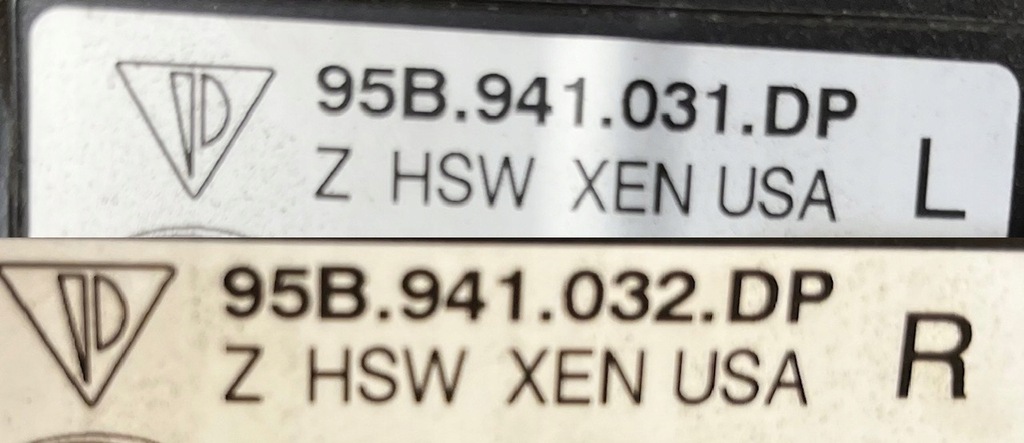 95B.941.031.DP
Z HSW XEN USA L
95B.941.032.DP
Z HSW XEN USA R